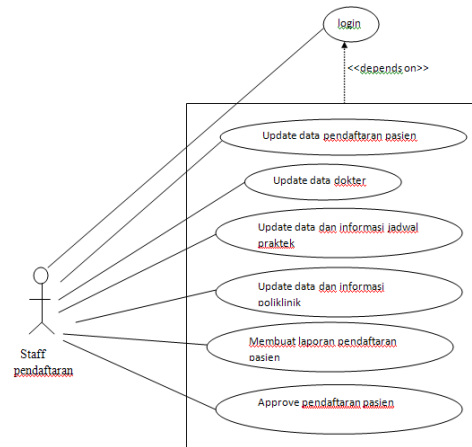 login
<<depends on>>
Update data pendaftaran pasien
Update data dokter
Update data dan informasi jadwal
praktek
Update data dan informasi
poliklinik
Membuat laporan pendaftaran
pasien
Approve pendaftaran pasien
Staff
pendaftaran